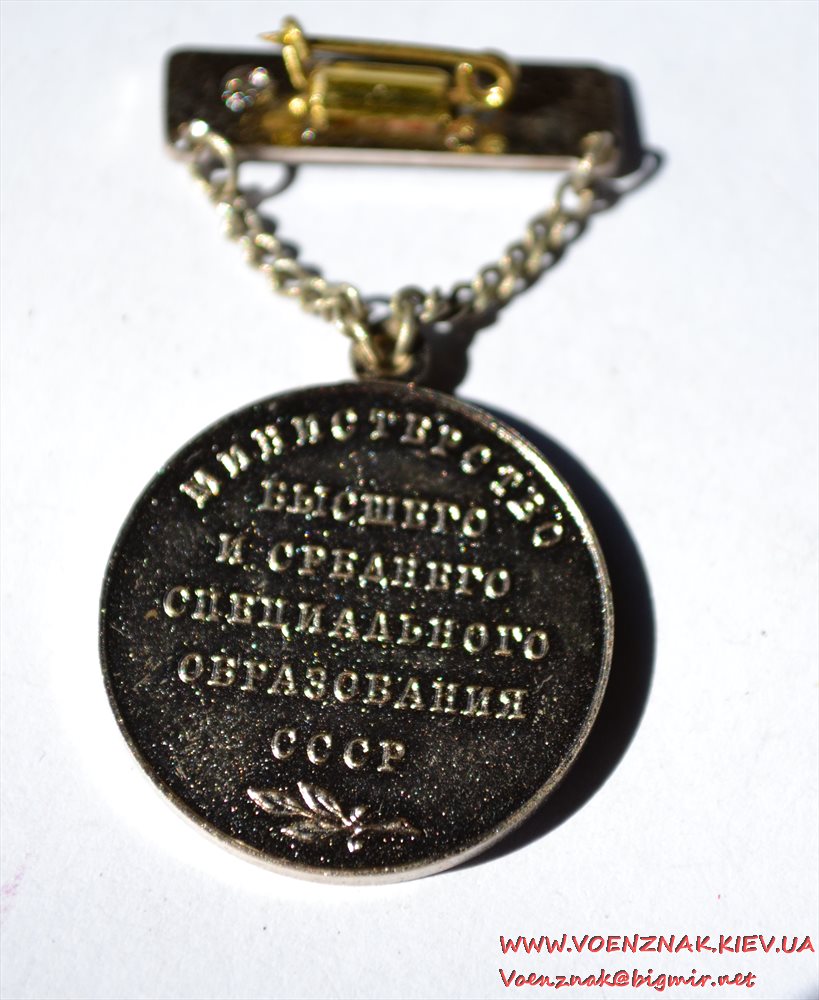 МИНИСТЕРСТВО
ВЫСШЕГО
И СРЕДНЕГО
СПЕЦИАЛЬНОГО
ОБРАЗОВАНИЯ
СССР
WWW.VOENZNAK.KIEV.UA
Voenznak@bigmir.net